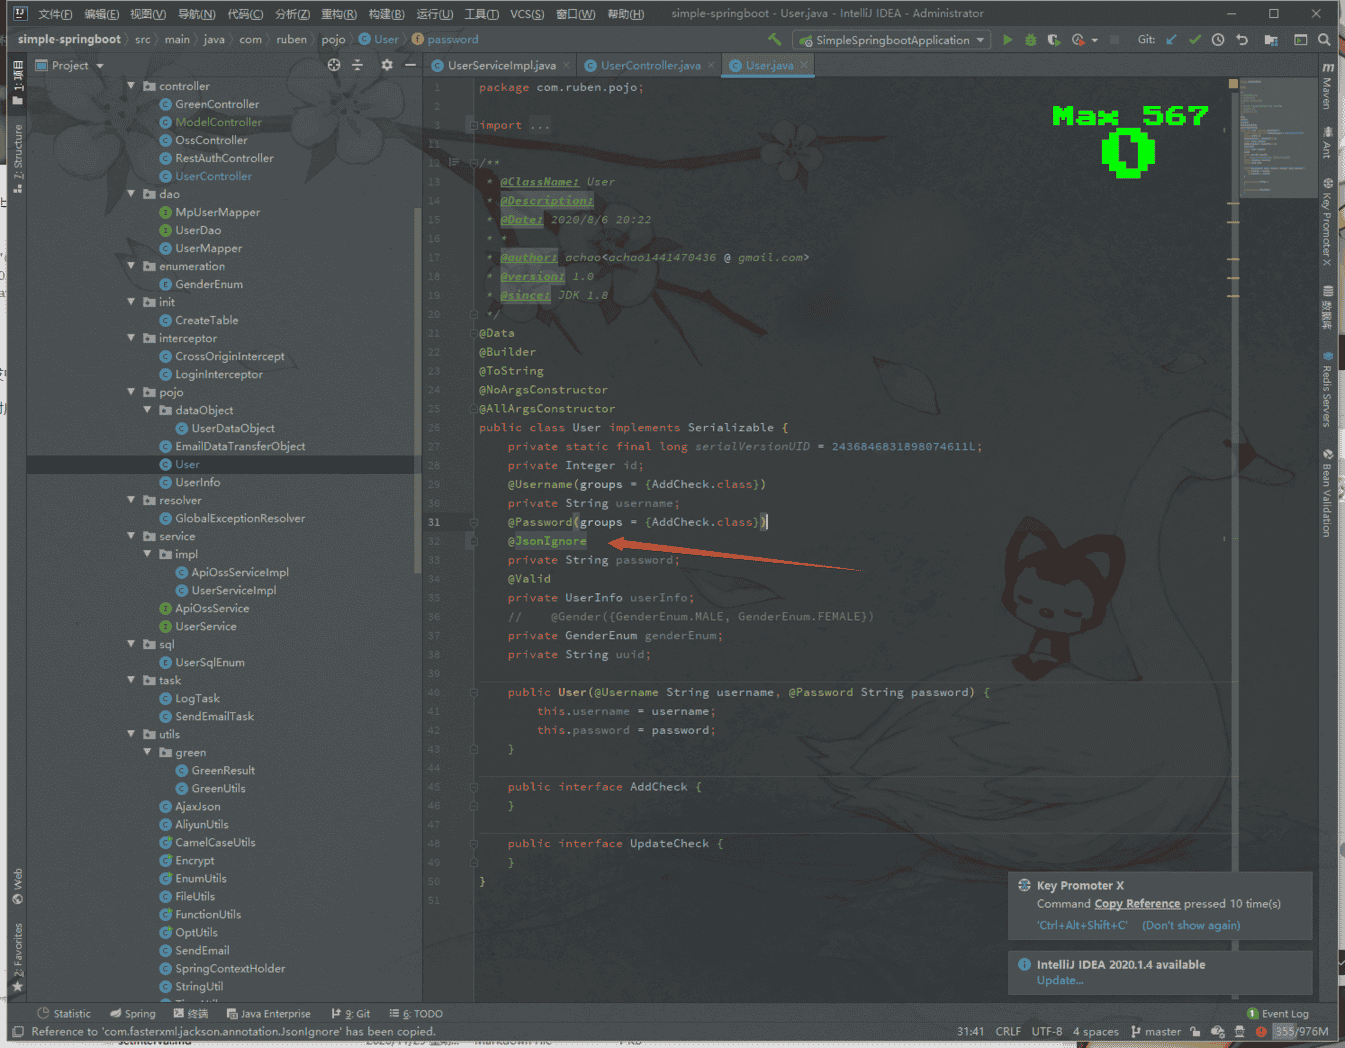 文件(F) 编辑(E) 视图(V) 导航(N) 代码(C) 分析(Z) 重构(R) 构建(B) 运行(U) 工具(T) VCS(S) 窗口(W) 帮助(H) simple-springboot - User.java - IntelliJ IDEA - Administrator
simple-springboot src main java com ruben pojo User password SimpleSpringbootApplication Git:
Project UserServiceImpl.java UserController.java User.java
controller
GreenController
ModelController
OssController
RestAuthController
UserController
dao
MpUserMapper
UserDao
UserMapper
enumeration
GenderEnum
init
CreateTable
interceptor
CrossOriginIntercept
LoginInterceptor
pojo
dataObject
UserDataObject
EmailDataTransferObject
User
UserInfo
resolver
GlobalExceptionResolver
service
impl
ApiOssServiceImpl
UserServiceImpl
ApiOssService
UserService
sql
UserSqlEnum
task
LogTask
SendEmailTask
utils
green
GreenResult
GreenUtils
AjaxJson
AliyunUtils
CamelCaseUtils
Encrypt
EnumUtils
FileUtils
FunctionUtils
OptUtils
SendEmail
SpringContextHolder
StringUtil
1 package com.ruben.pojo;
2
3 import ...
11
12 /**
13 * @ClassName: User
14 * @Description:
15 * @Date: 2020/8/6 20:22
16 * *
17 * @author: achao<achao1441470436 @ gmail.com>
18 * @version: 1.0
19 * @since: JDK 1.8
20 */
21 @Data
22 @Builder
23 @ToString
24 @NoArgsConstructor
25 @AllArgsConstructor
26 public class User implements Serializable {
27 private static final long serialVersionUID = 2436846831898074611L;
28 private Integer id;
29 @Username(groups = {AddCheck.class})
30 private String username;
31 @Password(groups = {AddCheck.class})
32 @JsonIgnore
33 private String password;
34 @Valid
35 private UserInfo userInfo;
36 // @Gender({GenderEnum.MALE, GenderEnum.FEMALE})
37 private GenderEnum genderEnum;
38 private String uuid;
39
40 public User(@Username String username, @Password String password) {
41 this.username = username;
42 this.password = password;
43 }
44
45 public interface AddCheck {
46 }
47
48 public interface UpdateCheck {
49 }
50 }
51
Max 567
0
1: 项目
Z: Structure
Web
2: Favorites
Maven
Ant
Key Promoter X
数据库
Redis Servers
Bean Validation
Key Promoter X
Command Copy Reference pressed 10 time(s)
'Ctrl+Alt+Shift+C' (Don't show again)
IntelliJ IDEA 2020.1.4 available
Update...
Statistic Spring 终端 Java Enterprise 9: Git 6: TODO 1 Event Log
Reference to 'com.fasterxml.jackson.annotation.JsonIgnore' has been copied. 31:41 CRLF UTF-8 4 spaces master 355/976M